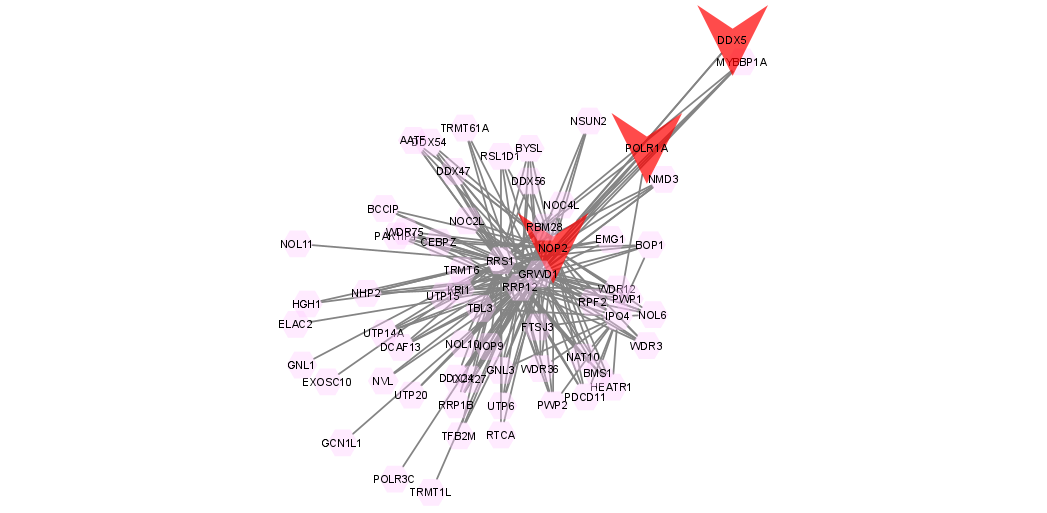 DDX5
MYBBP1A
NSUN2
TRMT61A
AATF
DDX54
POLR1A
BYSL
RSL1D1
DDX47
DDX56
NMD3
NOC4L
BCCIP
NOC2L
RBM28
WDR75
CEBPZ
EMG1
NOL11
BOP1
NOP2
RRS1
TRMT6
GRWD1
RRP12
NHP2
KRI1
UTP15
WDR12
PWP1
HGH1
RPF2
TBL3
IPO4
NOL6
ELAC2
UTP14A
FTSJ3
DCAF13
NOL10
NOP9
WDR3
NAT10
GNL1
GNL3
WDR36
BMS1
EXOSC10
NVL
DDX24
HEATR1
UTP20
PDCD11
RRP1B
UTP6
PWP2
TFB2M
RTCA
GCN1L1
POLR3C
TRMT1L